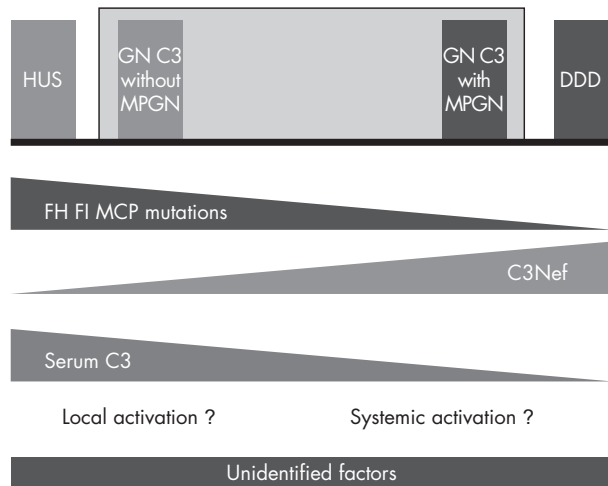 HUS
GN C3
without
MPGN
GN C3
with
MPGN
DDD
FH FI MCP mutations
C3Nef
Serum C3
Local activation ?
Systemic activation ?
Unidentified factors